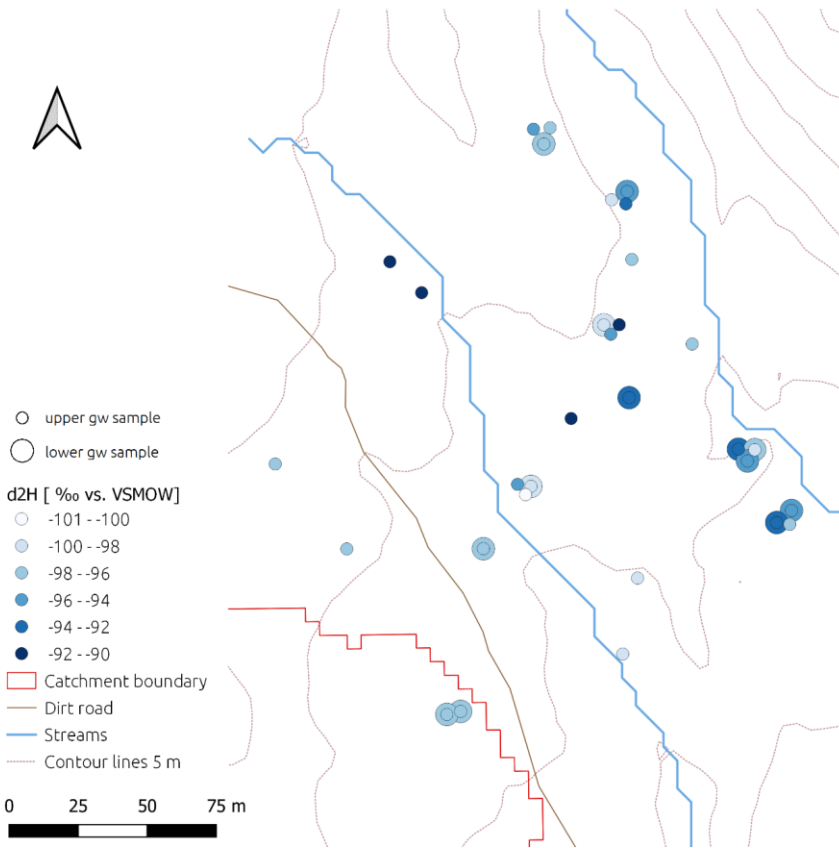 upper gw sample
lower gw sample
d2H [ ‰ vs. VSMOW]
-101 - -100
-100 - -98
-98 - -96
-96 - -94
-94 - -92
-92 - -90
Catchment boundary
Dirt road
Streams
Contour lines 5 m
0 25 50 75 m